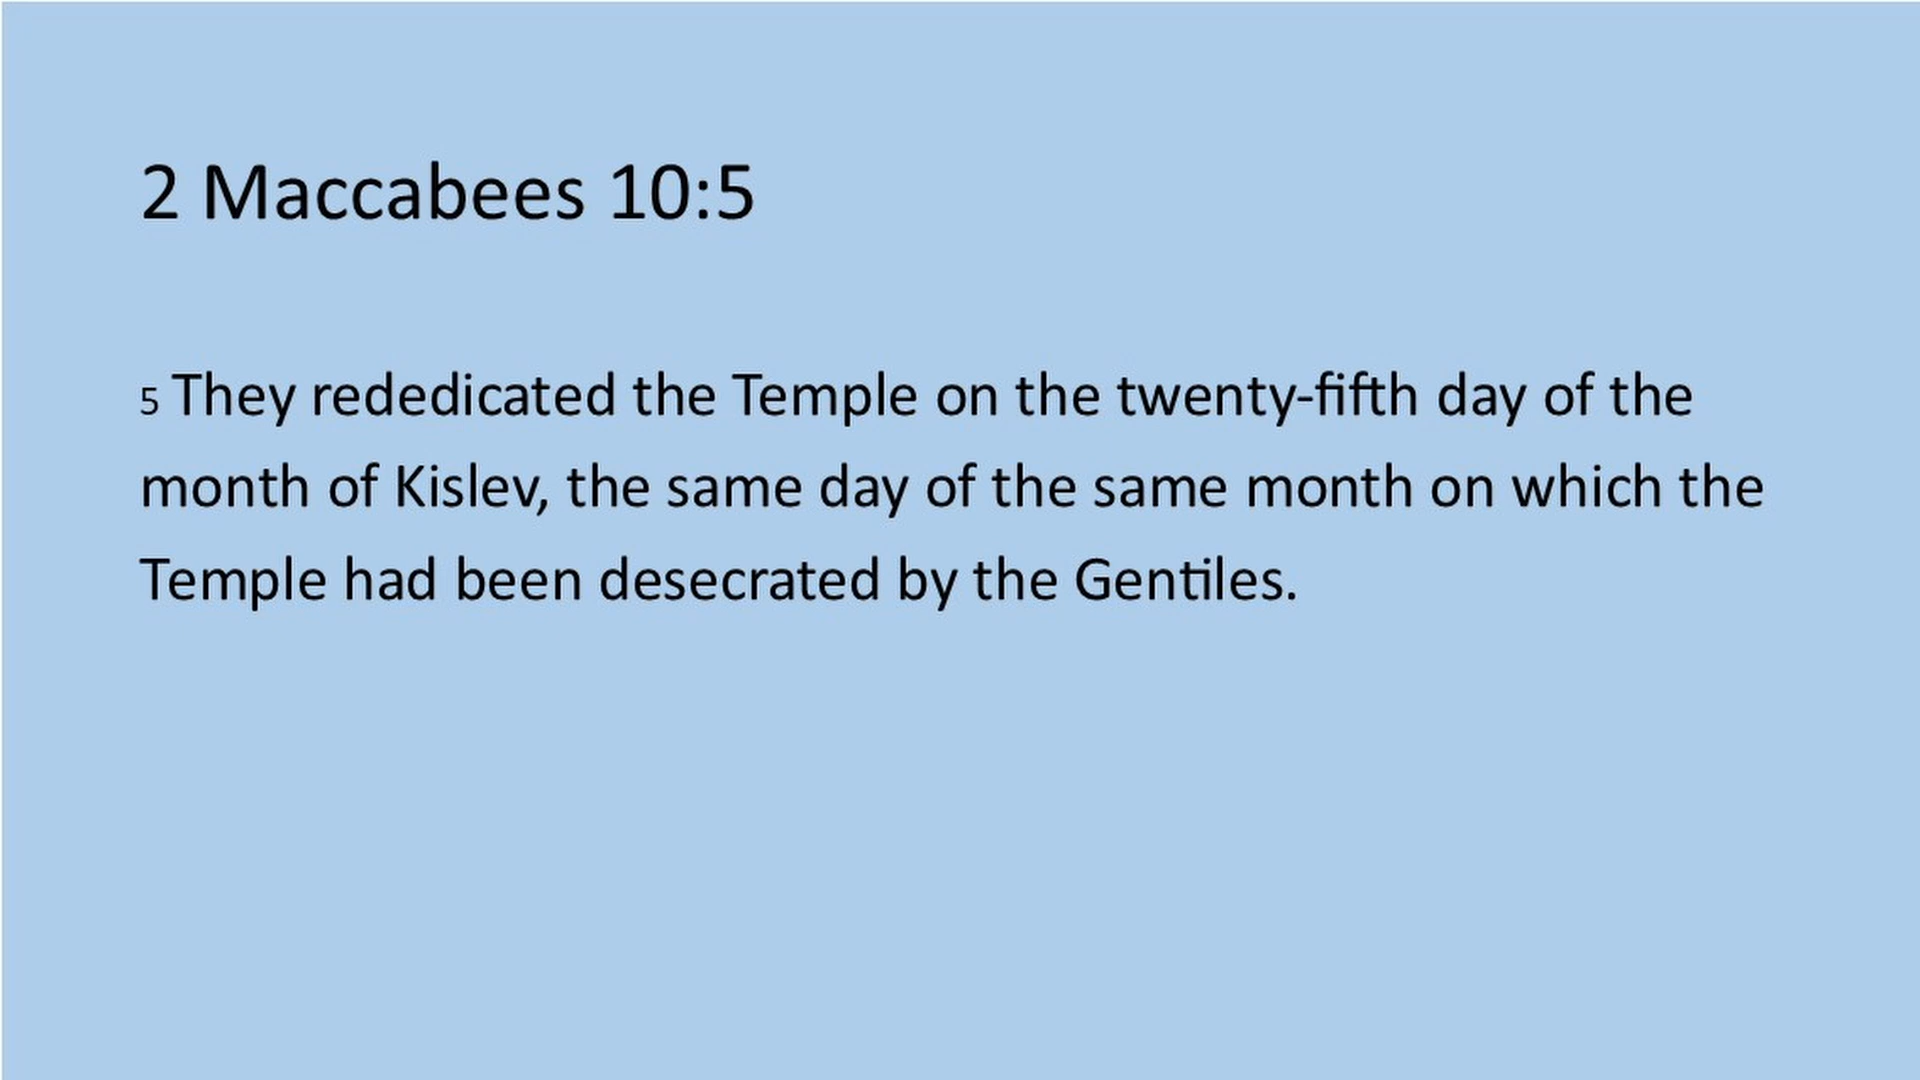 2 Maccabees 10:5
5 They rededicated the Temple on the twenty-fifth day of the
month of Kislev, the same day of the same month on which the
Temple had been desecrated by the Gentiles.